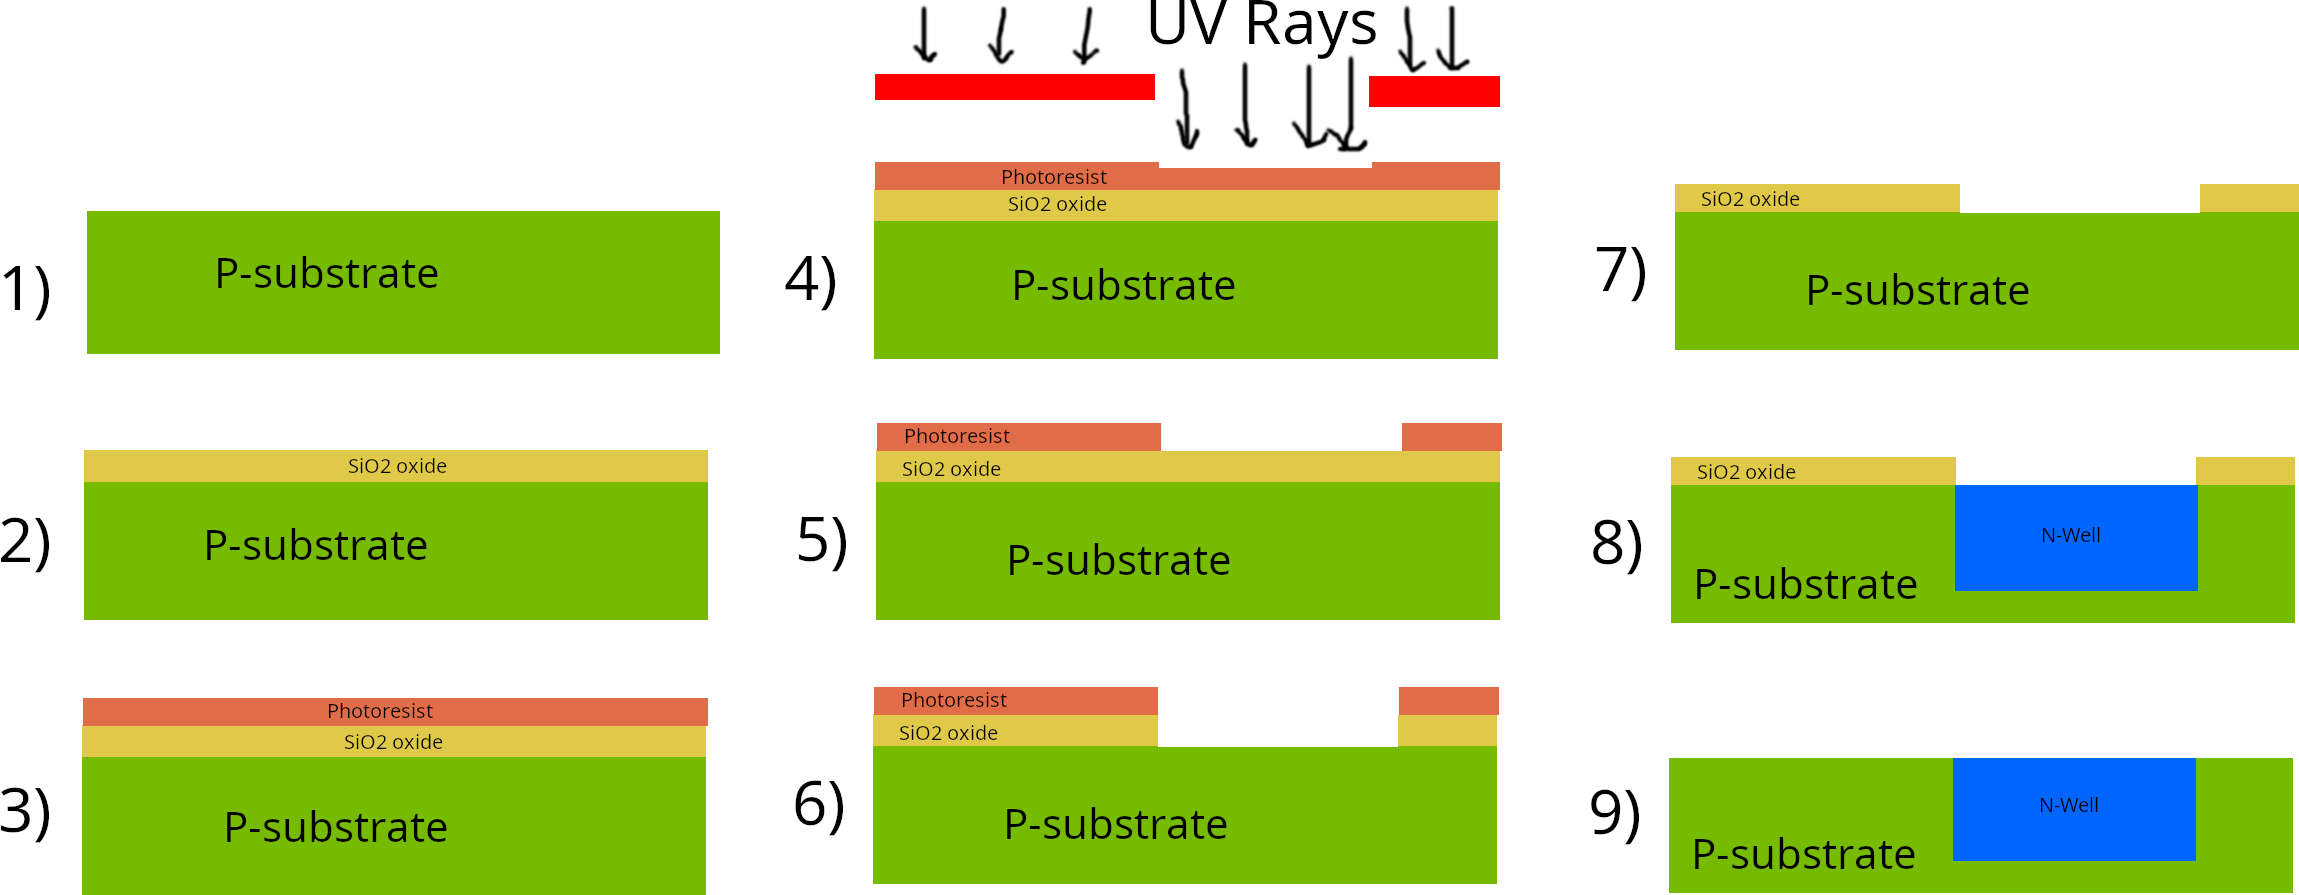 1)
P-substrate
2)
SiO2 oxide
P-substrate
3)
Photoresist
SiO2 oxide
P-substrate
UV Rays
4)
Photoresist
SiO2 oxide
P-substrate
5)
Photoresist
SiO2 oxide
P-substrate
6)
Photoresist
SiO2 oxide
P-substrate
7)
SiO2 oxide
P-substrate
8)
SiO2 oxide
N-Well
P-substrate
9)
N-Well
P-substrate